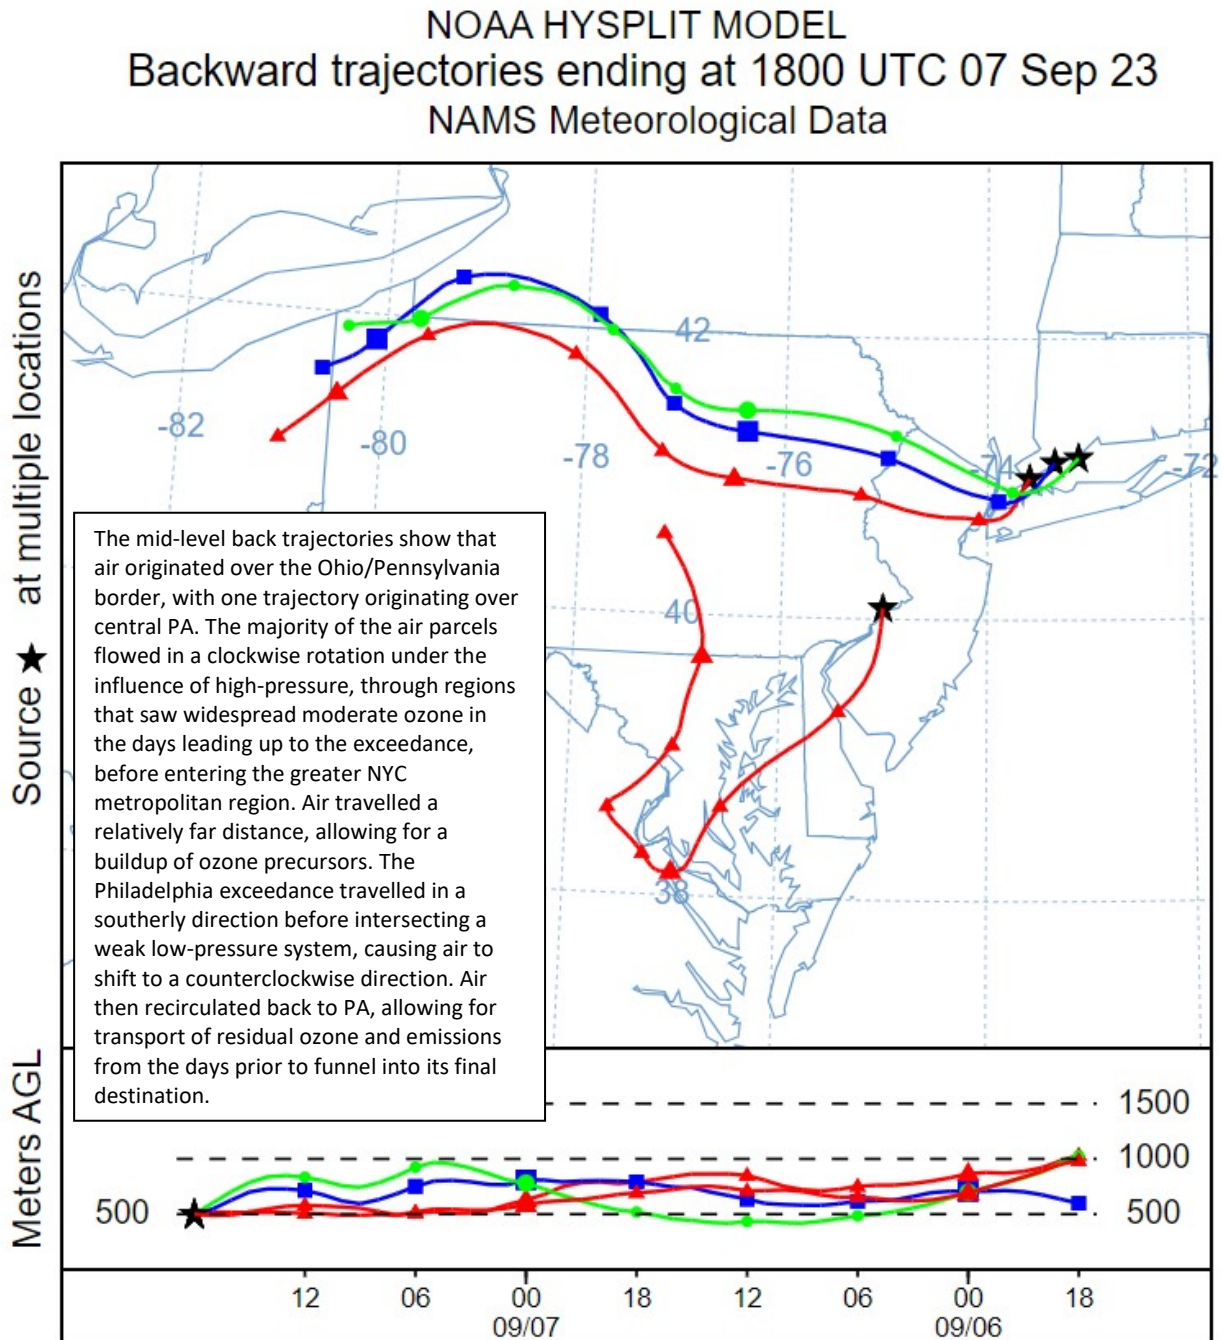 NOAA HYSPLIT MODEL
Backward trajectories ending at 1800 UTC 07 Sep 23
NAMS Meteorological Data
Source ★ at multiple locations
42
-82
-80
-78
-76
-74
-72
40
38
The mid-level back trajectories show that
air originated over the Ohio/Pennsylvania
border, with one trajectory originating over
central PA. The majority of the air parcels
flowed in a clockwise rotation under the
influence of high-pressure, through regions
that saw widespread moderate ozone in
the days leading up to the exceedance,
before entering the greater NYC
metropolitan region. Air travelled a
relatively far distance, allowing for a
buildup of ozone precursors. The
Philadelphia exceedance travelled in a
southerly direction before intersecting a
weak low-pressure system, causing air to
shift to a counterclockwise direction. Air
then recirculated back to PA, allowing for
transport of residual ozone and emissions
from the days prior to funnel into its final
destination.
Meters AGL
1500
1000
500
500
12 06 00 18 12 06 00 18
09/07 09/06